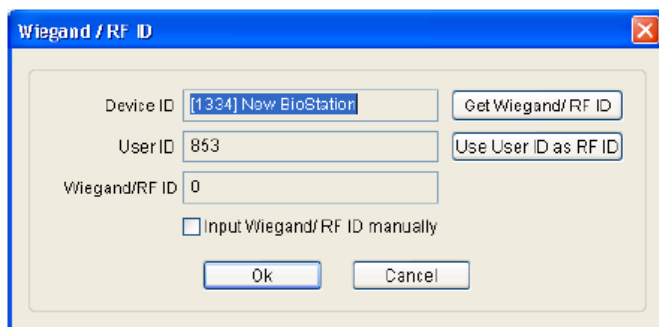 Wiegand / RF ID
Device ID [1334] New BioStation Get Wiegand/ RF ID
User ID 853 Use User ID as RF ID
Wiegand/RF ID 0
Input Wiegand/ RF ID manually
Ok Cancel